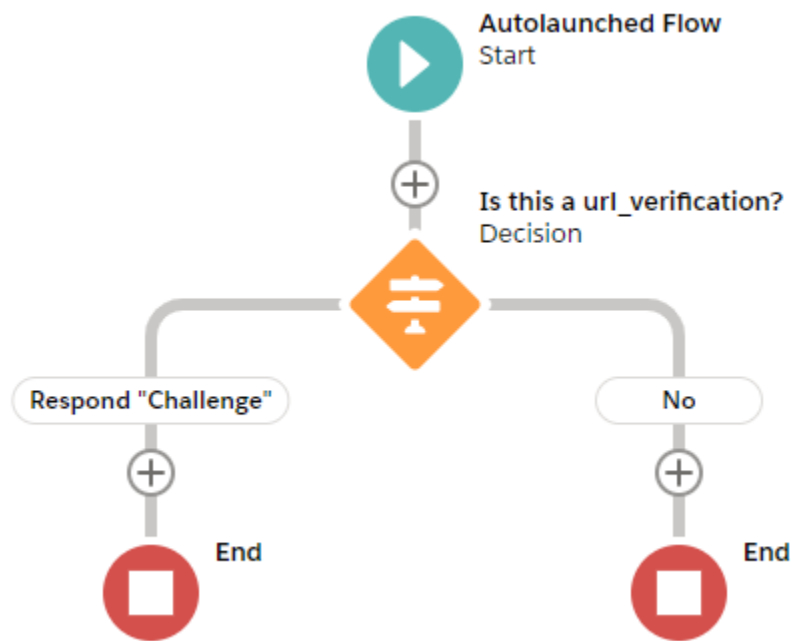 Autolaunched Flow
Start
Is this a url_verification?
Decision
Respond "Challenge"
No
End
End